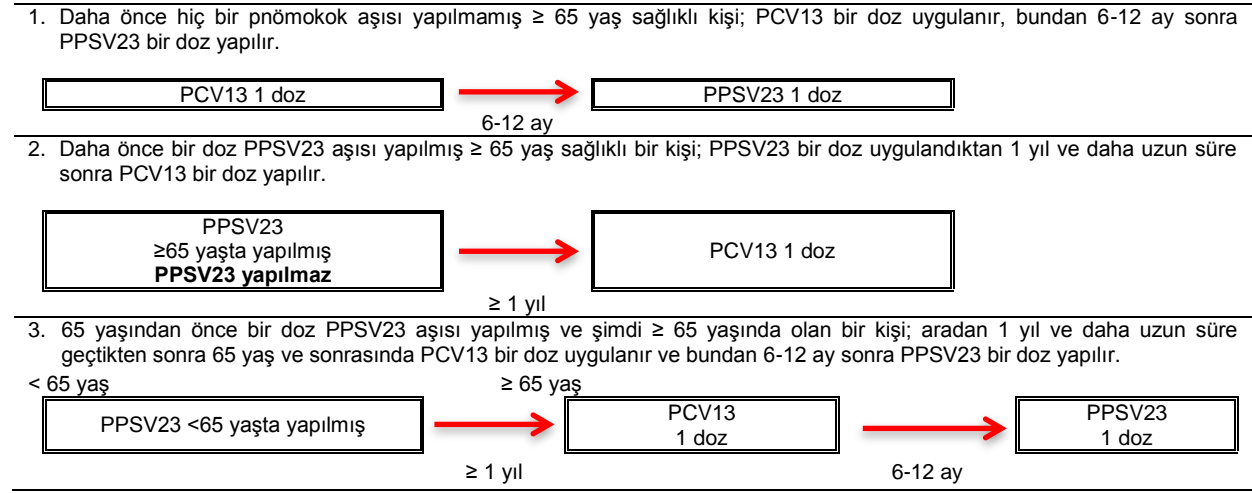 1. Daha önce hiç bir pnömokok aşısı yapılmamış ≥ 65 yaş sağlıklı kişi; PCV13 bir doz uygulanır, bundan 6-12 ay sonra
PPSV23 bir doz yapılır.
PCV13 1 doz
PPSV23 1 doz
6-12 ay
2. Daha önce bir doz PPSV23 aşısı yapılmış ≥ 65 yaş sağlıklı bir kişi; PPSV23 bir doz uygulandıktan 1 yıl ve daha uzun süre
sonra PCV13 bir doz yapılır.
PPSV23
≥65 yaşta yapılmış
PPSV23 yapılmaz
PCV13 1 doz
≥ 1 yıl
3. 65 yaşından önce bir doz PPSV23 aşısı yapılmış ve şimdi ≥ 65 yaşında olan bir kişi; aradan 1 yıl ve daha uzun süre
geçtikten sonra 65 yaş ve sonrasında PCV13 bir doz uygulanır ve bundan 6-12 ay sonra PPSV23 bir doz yapılır.
< 65 yaş
≥ 65 yaş
PPSV23 <65 yaşta yapılmış
PCV13
1 doz
PPSV23
1 doz
≥ 1 yıl
6-12 ay